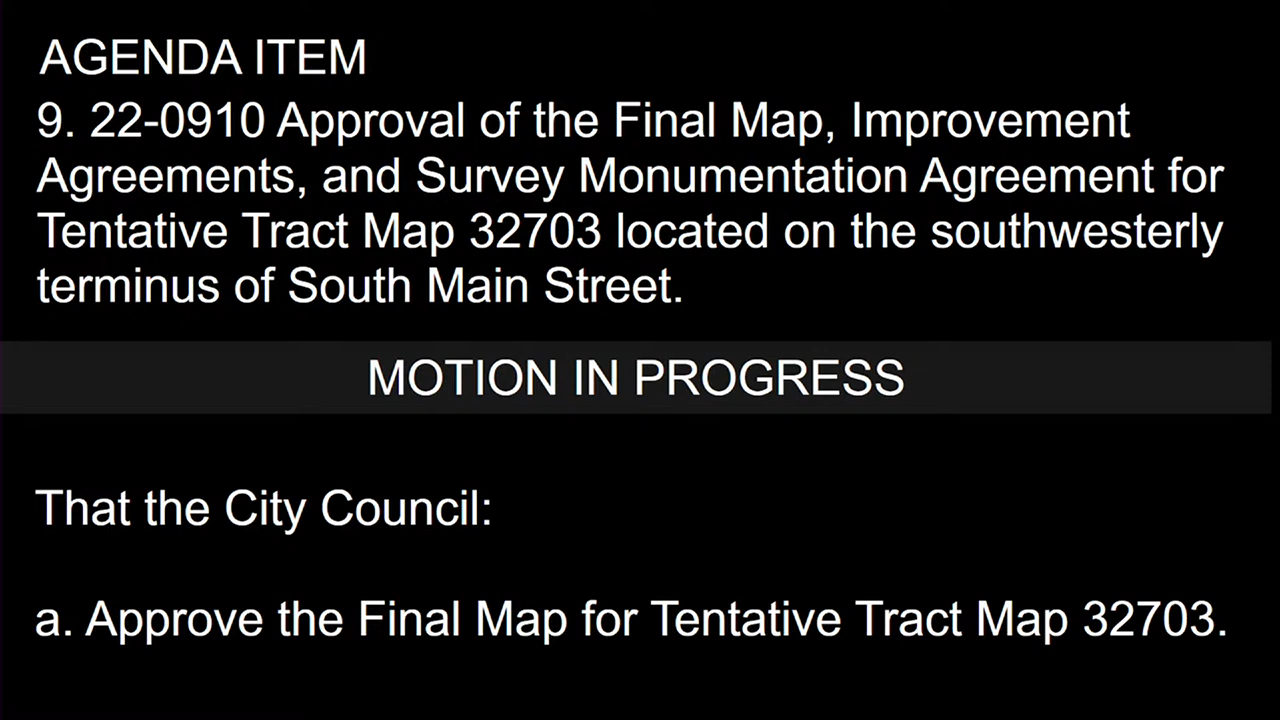 AGENDA ITEM
9. 22-0910 Approval of the Final Map, Improvement
Agreements, and Survey Monumentation Agreement for
Tentative Tract Map 32703 located on the southwesterly
terminus of South Main Street.
MOTION IN PROGRESS
That the City Council:
a. Approve the Final Map for Tentative Tract Map 32703.